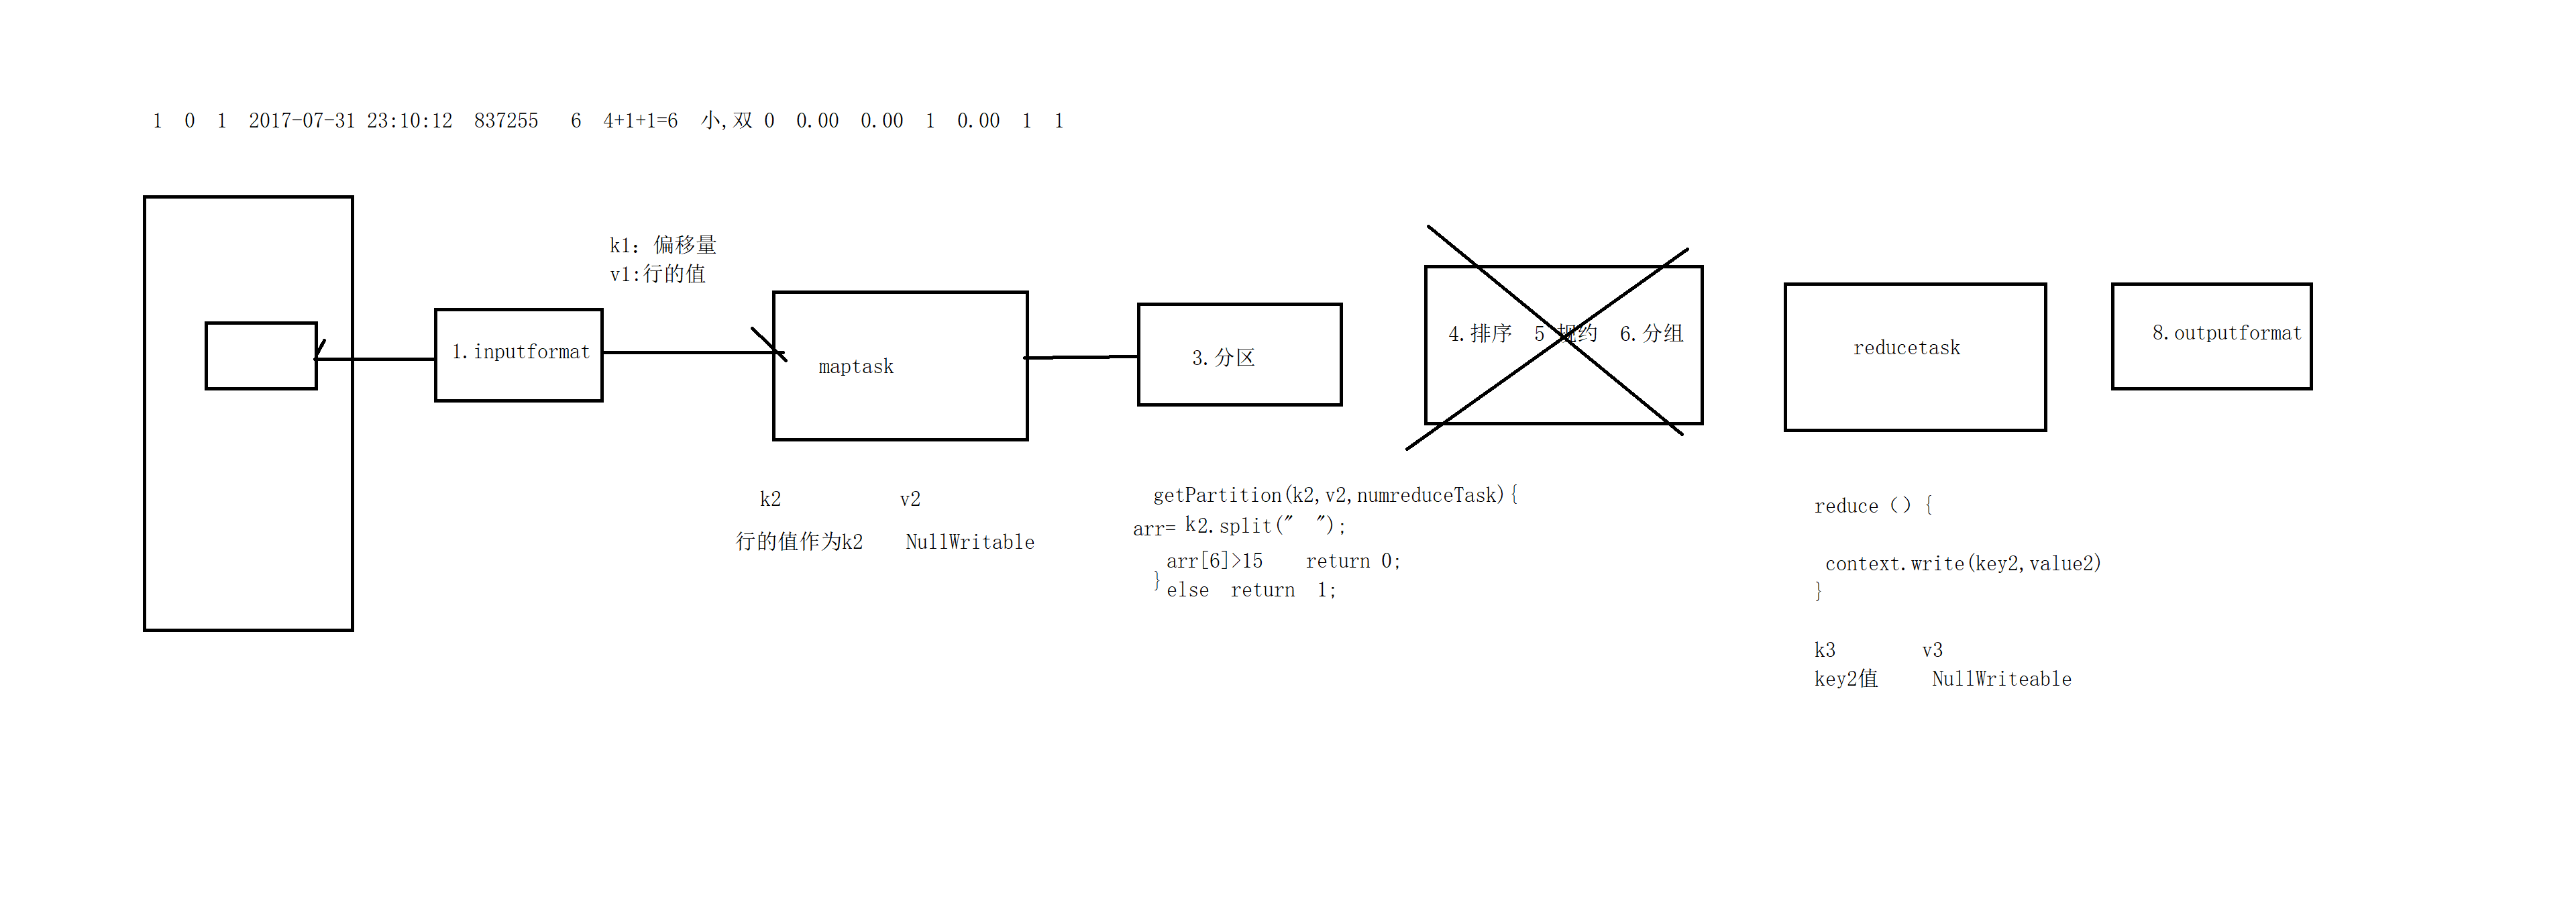 1 0 1 2017-07-31 23:10:12 837255 6 4+1+1=6 小,双 0 0.00 0.00 1 0.00 1 1
k1: 偏移量
v1:行的值
1.inputformat
maptask
3.分区
4.排序 5 规约 6.分组
reducetask
8.outputformat
k2 v2
行的值作为k2 NullWritable
getPartition(k2,v2,numreduceTask){
arr= k2.split(" ");
arr[6]>15 return 0;
}
else return 1;
reduce（）{
context.write(key2,value2)
}
k3 v3
key2值 NullWriteable